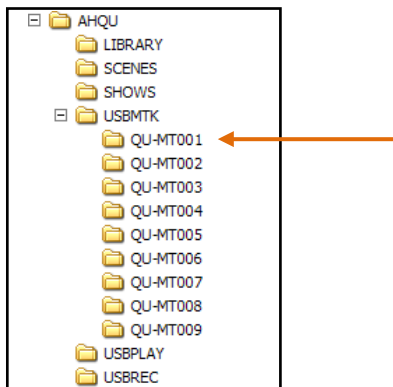 AHQU
LIBRARY
SCENES
SHOWS
USBMTK
QU-MT001
QU-MT002
QU-MT003
QU-MT004
QU-MT005
QU-MT006
QU-MT007
QU-MT008
QU-MT009
USBPLAY
USBREC